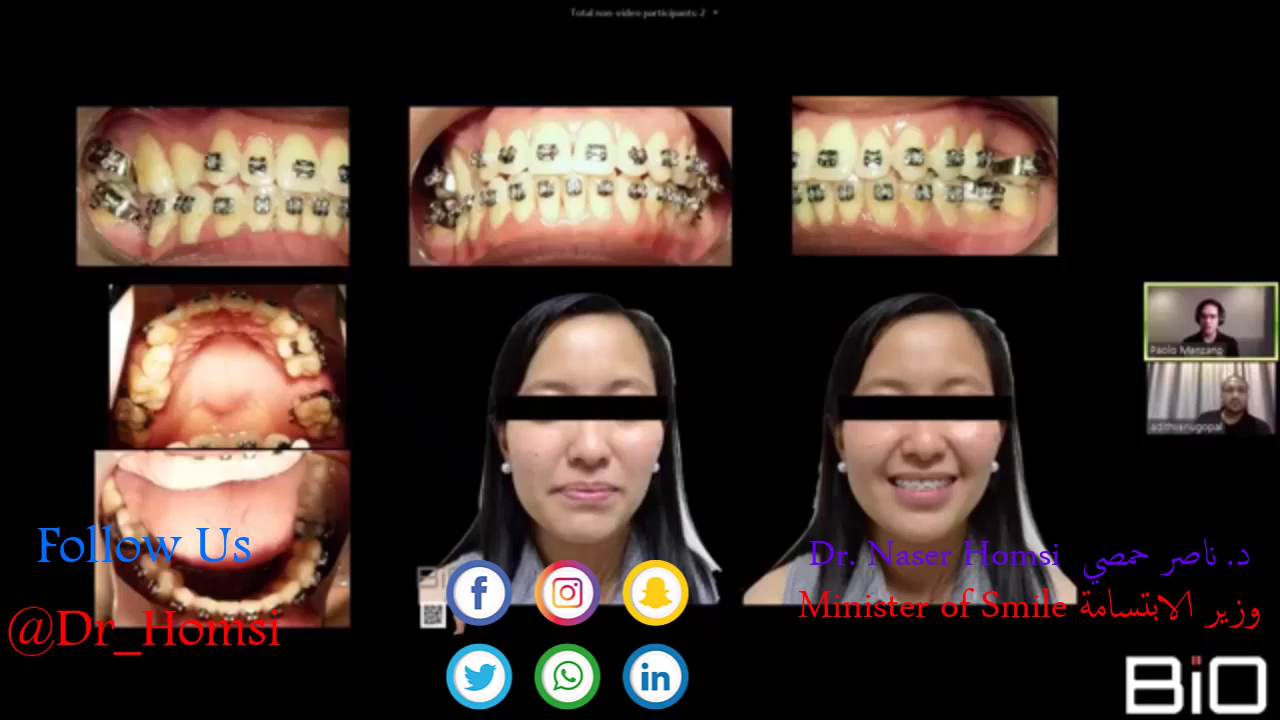 Total non-video participants: 2
Paolo Manzano
adithianugopal
Follow Us
@Dr_Homsi
Dr. Naser Homsi د. ناصر حمصي
Minister of Smile وزير الابتسامة
BiO